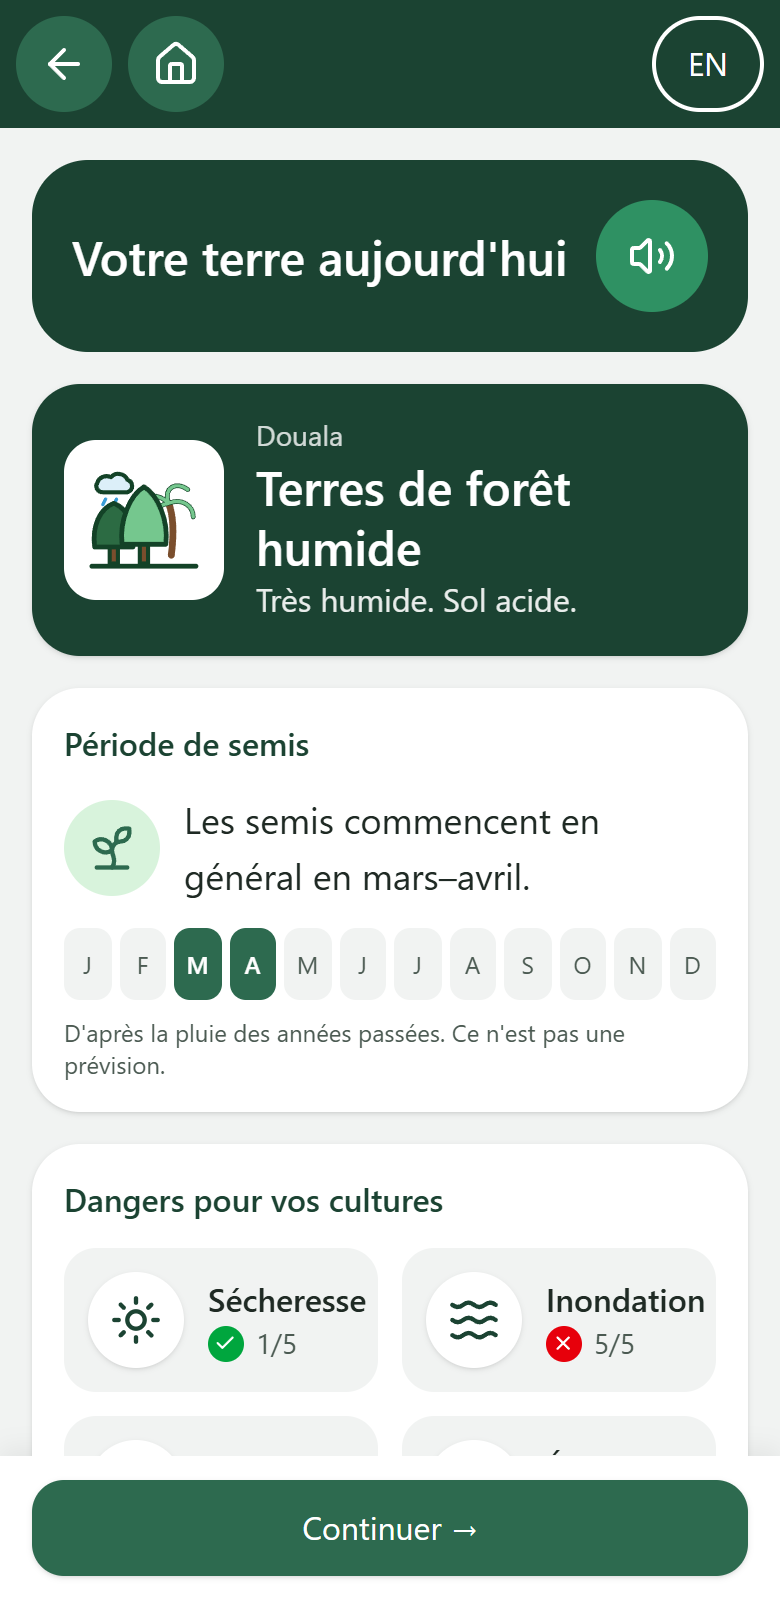 EN
Votre terre aujourd'hui
Douala
Terres de forêt
humide
Très humide. Sol acide.
Période de semis
Les semis commencent en
général en mars–avril.
J F M A M J J A S O N D
D'après la pluie des années passées. Ce n'est pas une
prévision.
Dangers pour vos cultures
Sécheresse
1/5
Inondation
5/5
Continuer →